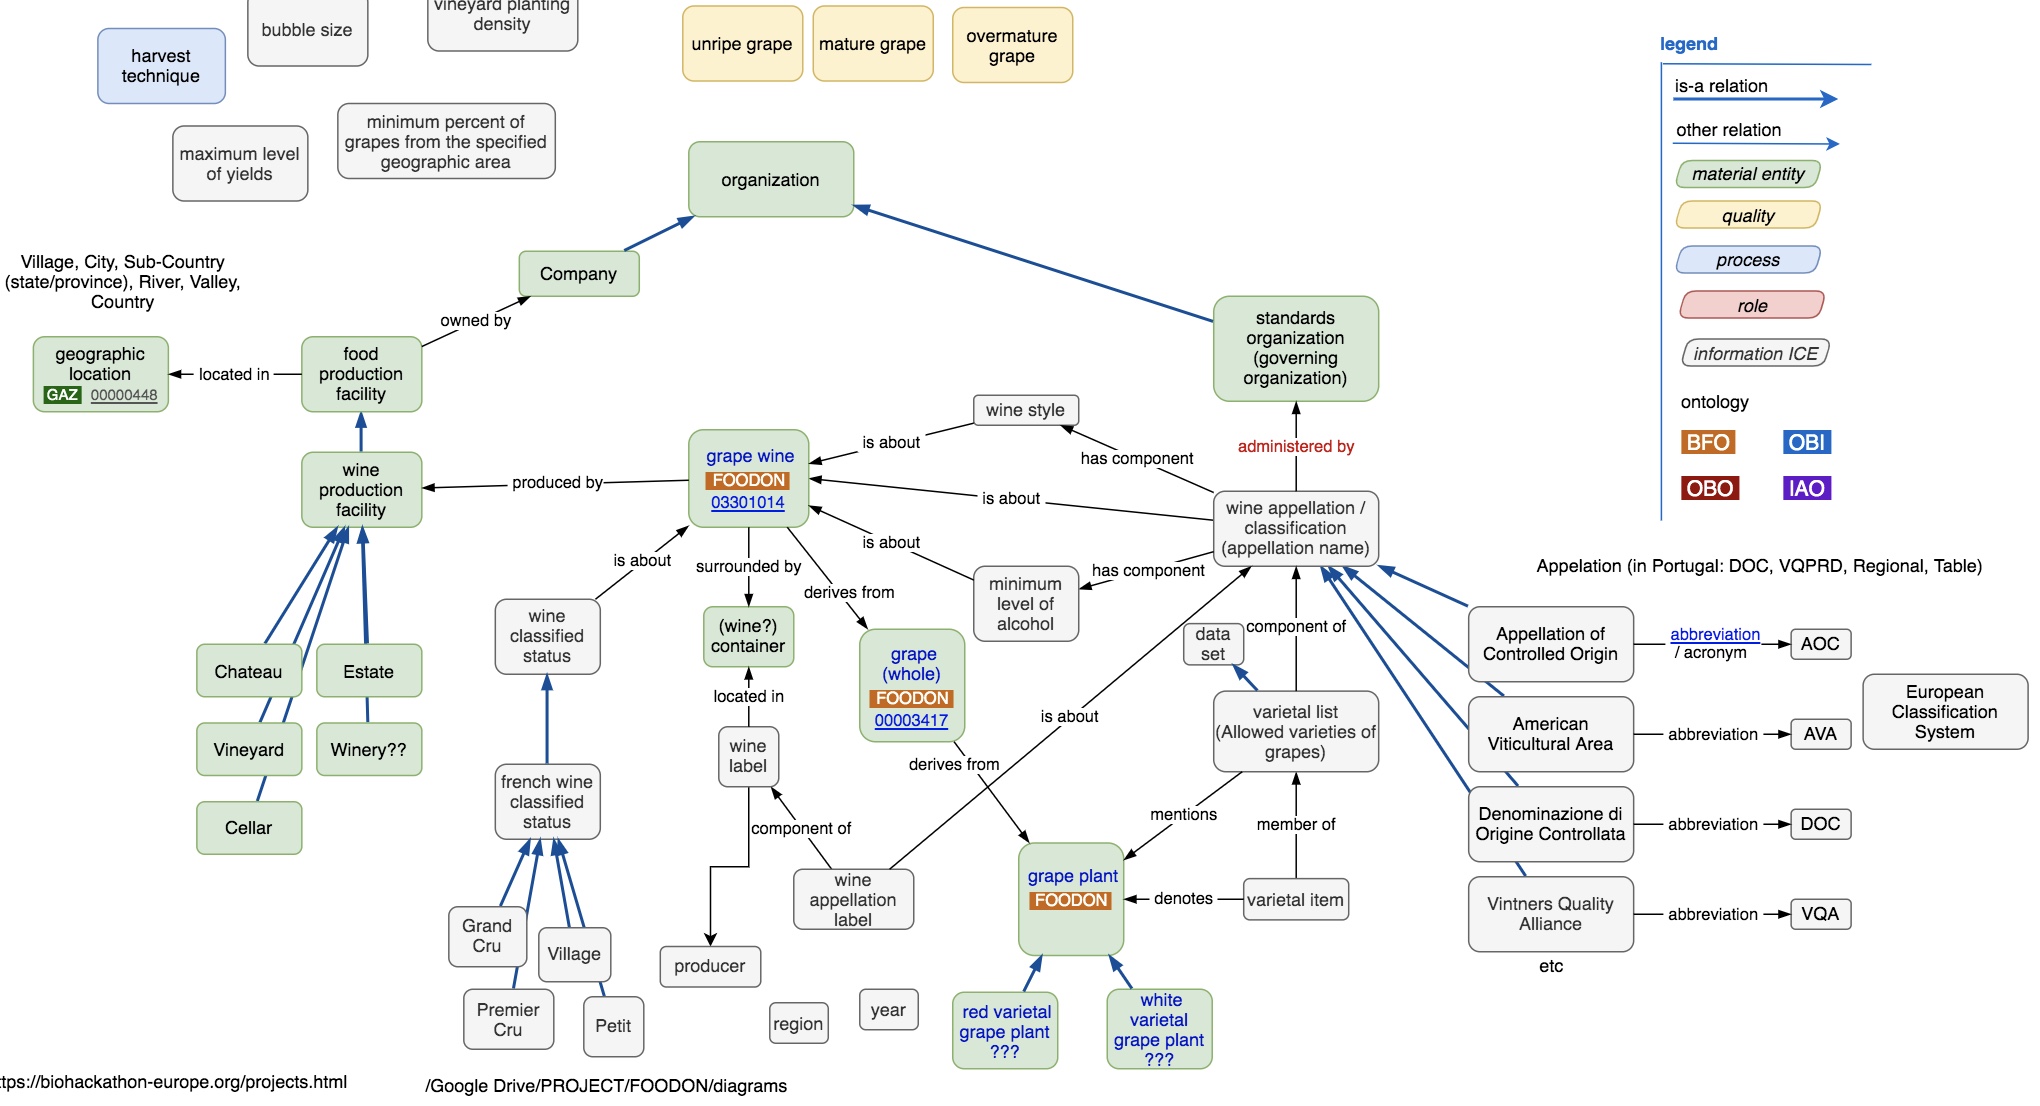 vineyard planting
density
bubble size
harvest
technique
unripe grape
mature grape
overmature
grape
maximum level
of yields
minimum percent of
grapes from the specified
geographic area
organization
Company
owned by
Village, City, Sub-Country
(state/province), River, Valley,
Country
geographic
location
GAZ 00000448
located in
food
production
facility
wine
production
facility
Chateau
Estate
Vineyard
Winery??
Cellar
produced by
grape wine
FOODON
03301014
is about
wine style
has component
is about
is about
minimum
level of
alcohol
has component
standards
organization
(governing
organization)
administered by
wine appellation /
classification
(appellation name)
is about
wine
classified
status
french wine
classified
status
Grand
Cru
Village
Premier
Cru
Petit
surrounded by
(wine?)
container
located in
wine
label
component of
producer
wine
appellation
label
region
year
derives from
grape
(whole)
FOODON
00003417
derives from
is about
data
set
component of
varietal list
(Allowed varieties of
grapes)
mentions
member of
varietal item
denotes
grape plant
FOODON
red varietal
grape plant
???
white
varietal
grape plant
???
legend
is-a relation
other relation
material entity
quality
process
role
information ICE
ontology
BFO
OBI
OBO
IAO
Appelation (in Portugal: DOC, VQPRD, Regional, Table)
Appellation of
Controlled Origin
abbreviation
/ acronym
AOC
American
Viticultural Area
abbreviation
AVA
Denominazione di
Origine Controllata
abbreviation
DOC
Vintners Quality
Alliance
abbreviation
VQA
etc
European
Classification
System
ttps://biohackathon-europe.org/projects.html
/Google Drive/PROJECT/FOODON/diagrams